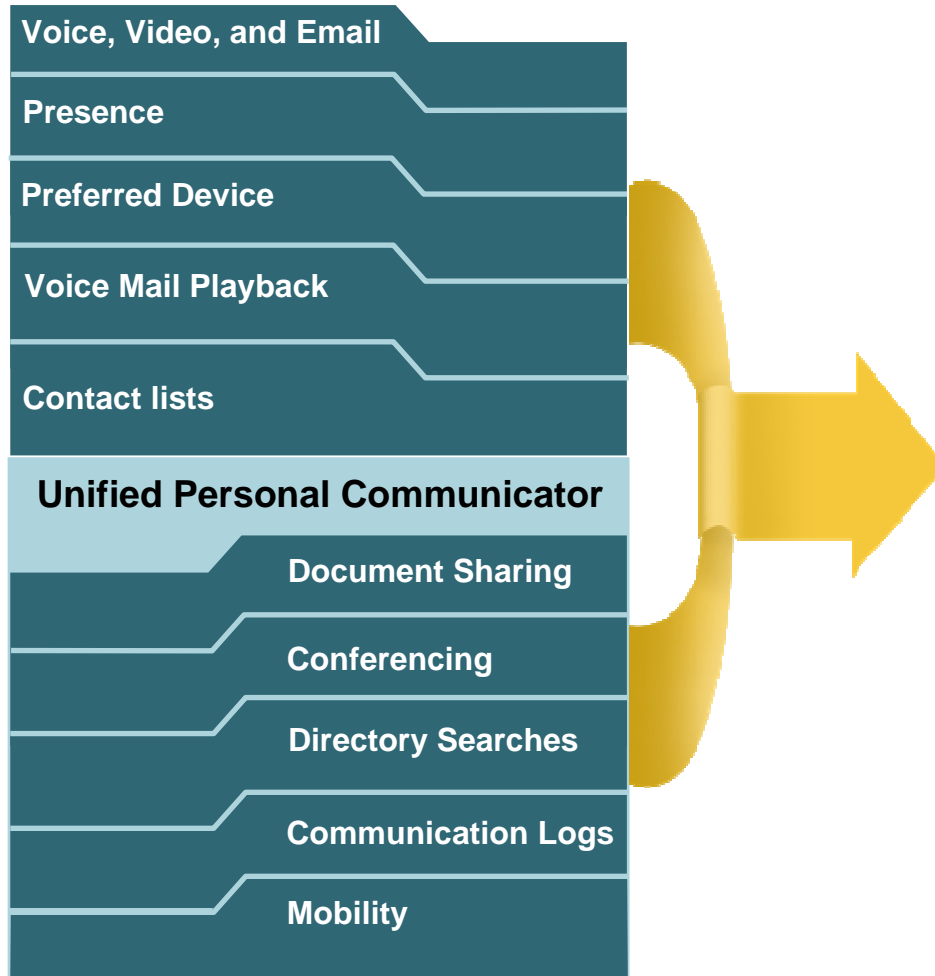 Voice, Video, and Email
Presence
Preferred Device
Voice Mail Playback
Contact lists
Unified Personal Communicator
Document Sharing
Conferencing
Directory Searches
Communication Logs
Mobility